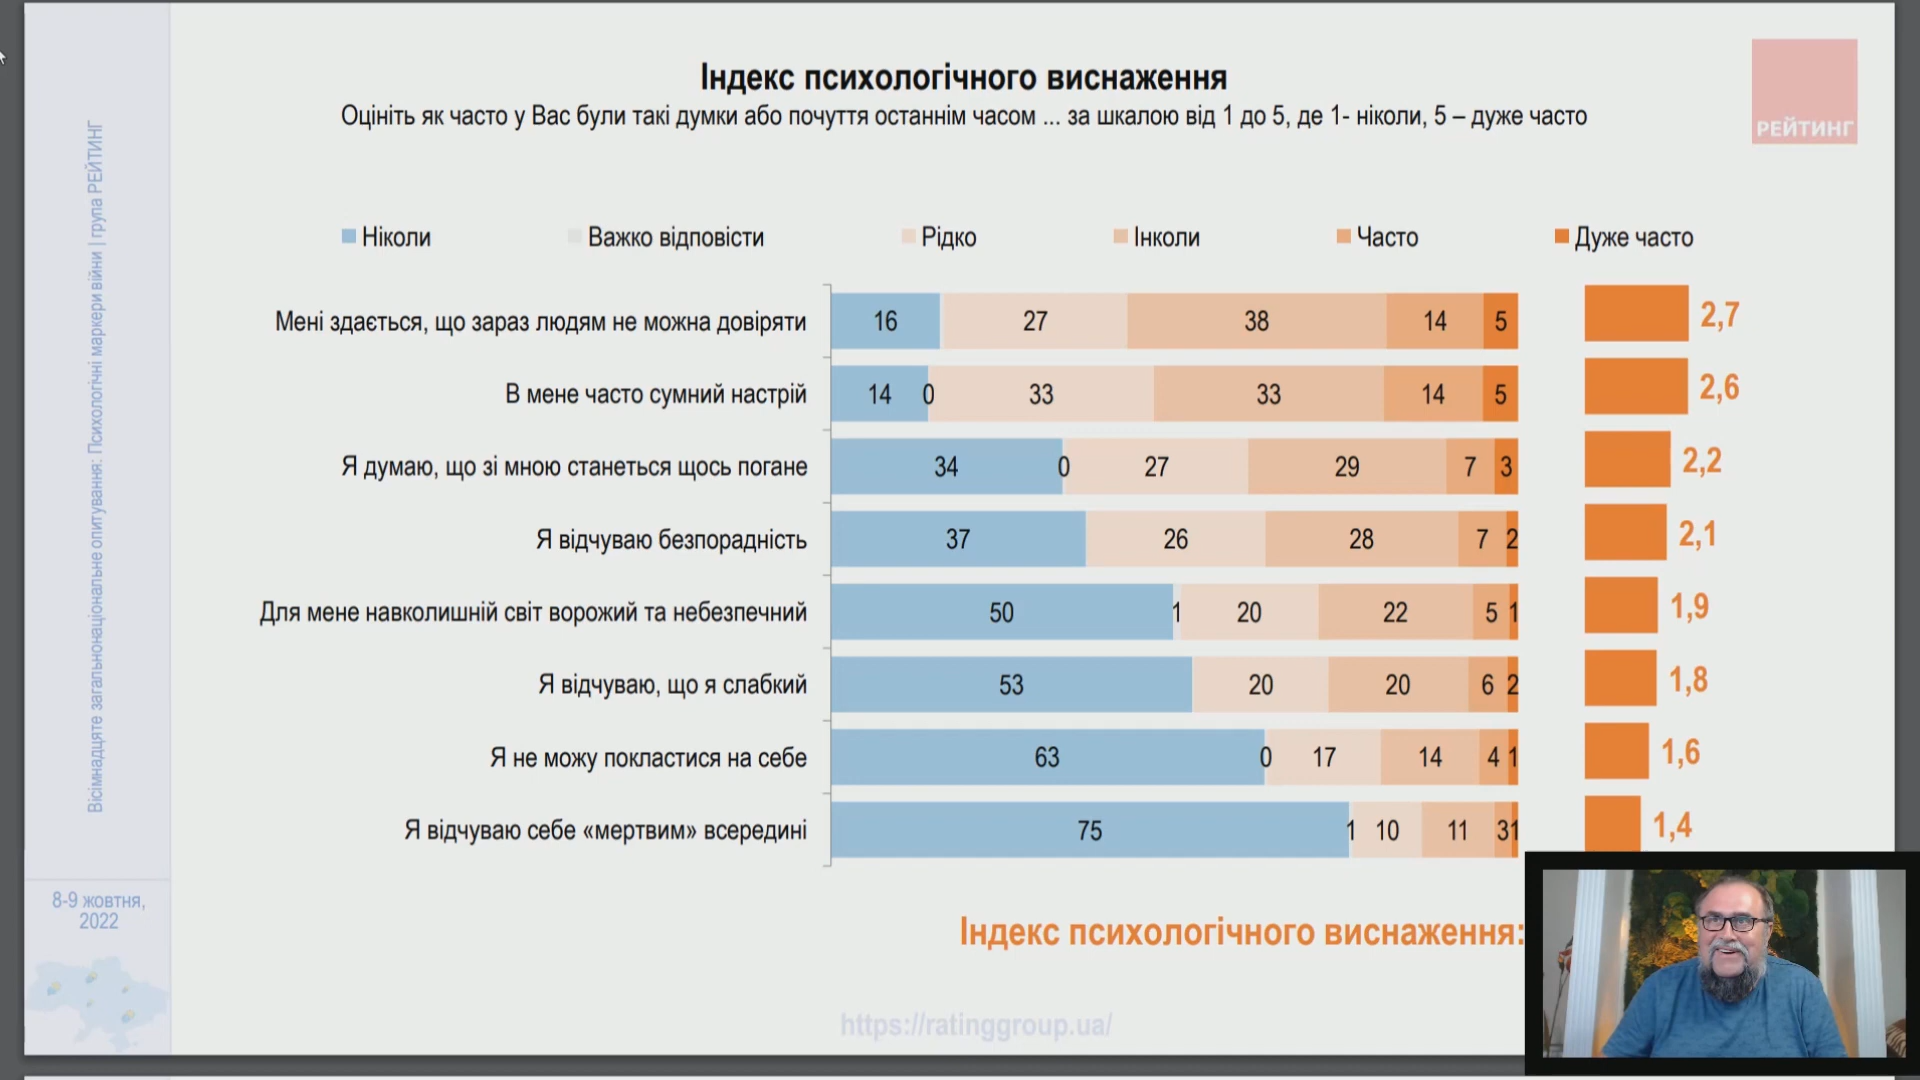 Індекс психологічного виснаження
Оцініть як часто у Вас були такі думки або почуття останнім часом ... за шкалою від 1 до 5, де 1- ніколи, 5 – дуже часто
РЕЙТИНГ
Вісімнадцяте загальнонаціональне опитування: Психологічні маркери війни | група РЕЙТИНГ
Ніколи Важко відповісти Рідко Інколи Часто Дуже часто
Мені здається, що зараз людям не можна довіряти 16 27 38 14 5 2,7
В мене часто сумний настрій 14 0 33 33 14 5 2,6
Я думаю, що зі мною станеться щось погане 34 0 27 29 7 3 2,2
Я відчуваю безпорадність 37 26 28 7 2 2,1
Для мене навколишній світ ворожий та небезпечний 50 1 20 22 5 1 1,9
Я відчуваю, що я слабкий 53 20 20 6 2 1,8
Я не можу покластися на себе 63 0 17 14 4 1 1,6
Я відчуваю себе «мертвим» всередині 75 1 10 11 3 1 1,4
8-9 жовтня,
2022
Індекс психологічного виснаження:
https://ratinggroup.ua/